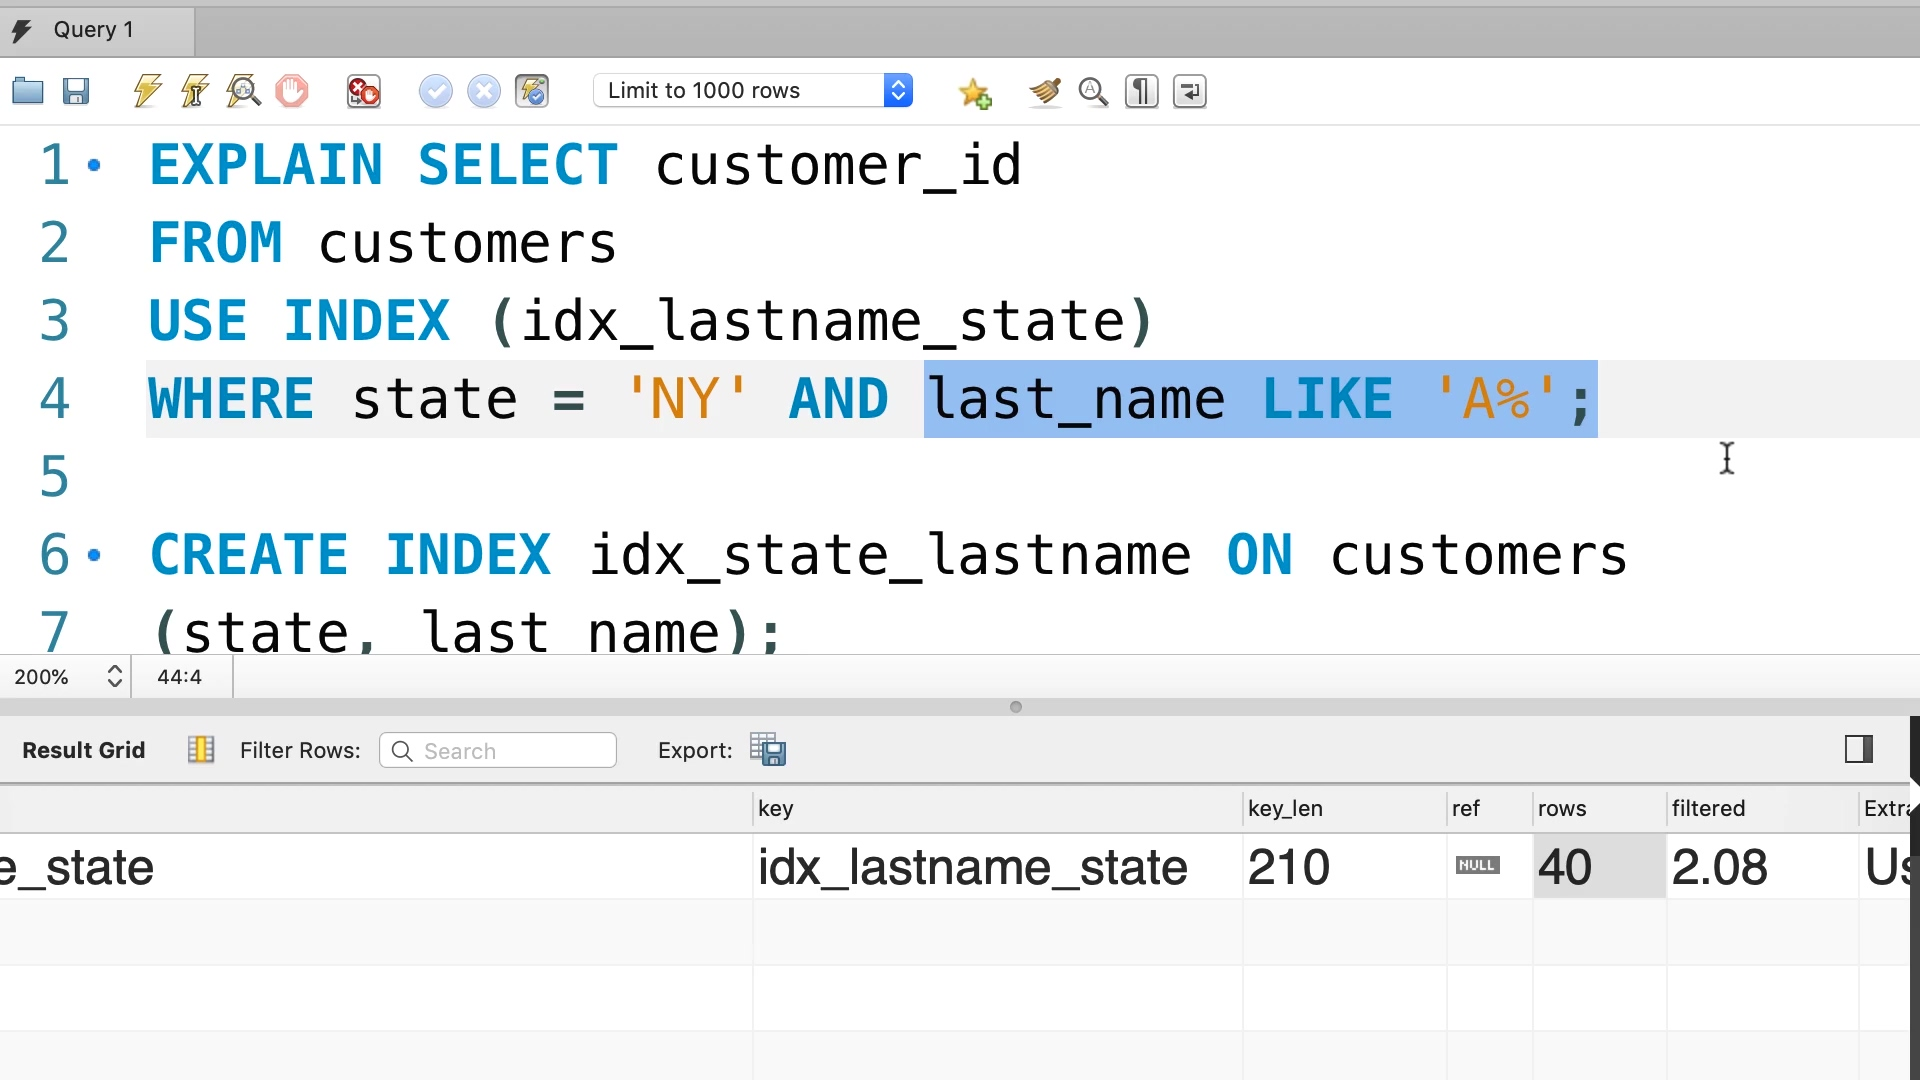 Query 1
Limit to 1000 rows
1 EXPLAIN SELECT customer_id
2 FROM customers
3 USE INDEX (idx_lastname_state)
4 WHERE state = 'NY' AND last_name LIKE 'A%';
5
6 CREATE INDEX idx_state_lastname ON customers
7 (state, last_name);
200% 44:4
Result Grid Filter Rows: Search Export:
key key_len ref rows filtered Extra
e_state idx_lastname_state 210 NULL 40 2.08 Us